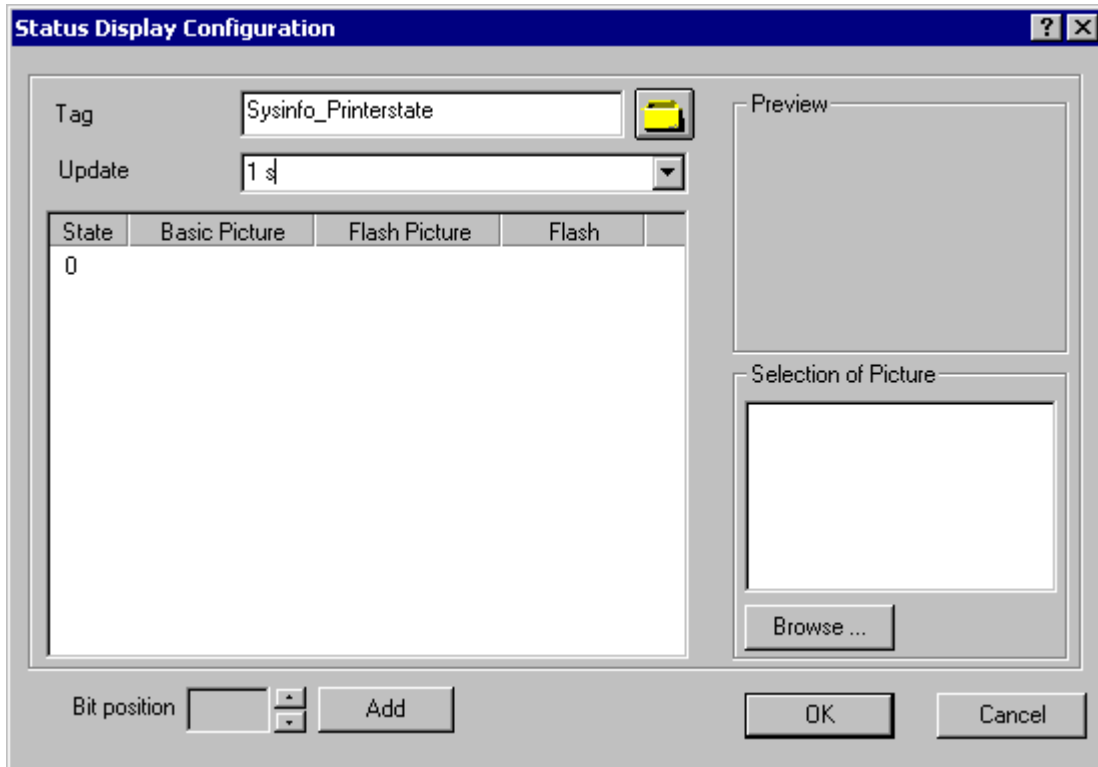 Status Display Configuration
Tag
Sysinfo_Printerstate
Update
1 s
State Basic Picture Flash Picture Flash
0
Preview
Selection of Picture
Browse ...
Bit position
Add
OK
Cancel